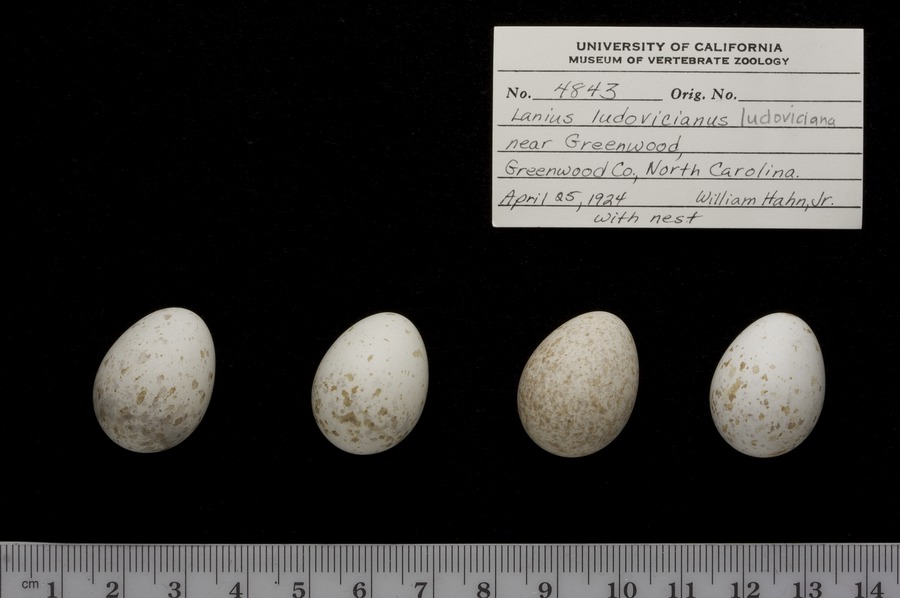 UNIVERSITY OF CALIFORNIA
MUSEUM OF VERTEBRATE ZOOLOGY
No. 4843 Orig. No.
Lanius ludovicianus ludoviciana
near Greenwood,
Greenwood Co., North Carolina.
April 25, 1924 William Hahn, Jr.
with nest
cm 1 2 3 4 5 6 7 8 9 10 11 12 13 14